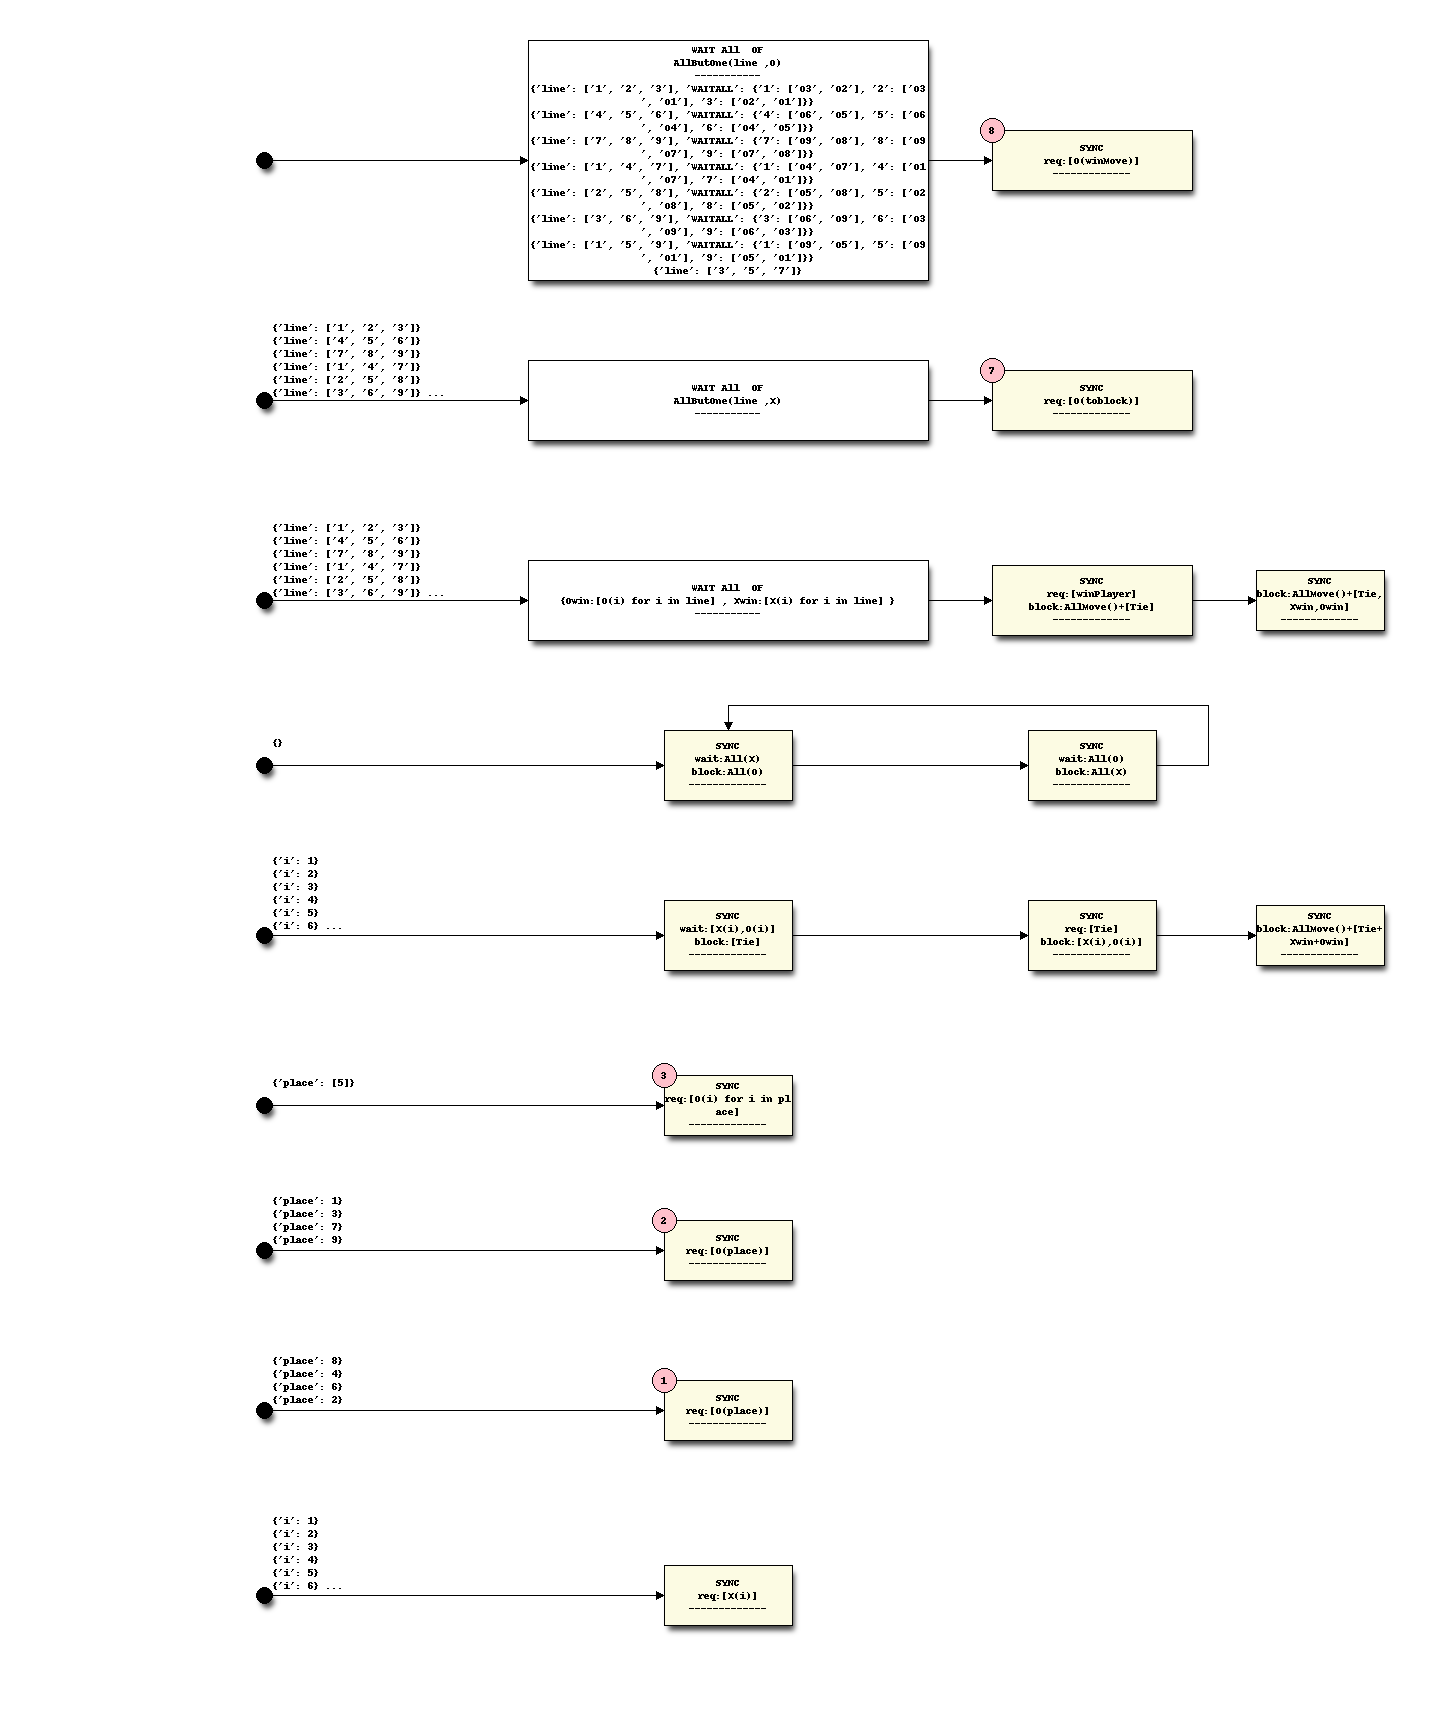 WAIT All  OF
AllButOne(line ,O)
-----------
{'line': ['1', '2', '3'], 'WAITALL': {'1': ['O3', 'O2'], '2': ['O3
', 'O1'], '3': ['O2', 'O1']}}
{'line': ['4', '5', '6'], 'WAITALL': {'4': ['O6', 'O5'], '5': ['O6
', 'O4'], '6': ['O4', 'O5']}}
{'line': ['7', '8', '9'], 'WAITALL': {'7': ['O9', 'O8'], '8': ['O9
', 'O7'], '9': ['O7', 'O8']}}
{'line': ['1', '4', '7'], 'WAITALL': {'1': ['O4', 'O7'], '4': ['O1
', 'O7'], '7': ['O4', 'O1']}}
{'line': ['2', '5', '8'], 'WAITALL': {'2': ['O5', 'O8'], '5': ['O2
', 'O8'], '8': ['O5', 'O2']}}
{'line': ['3', '6', '9'], 'WAITALL': {'3': ['O6', 'O9'], '6': ['O3
', 'O9'], '9': ['O6', 'O3']}}
{'line': ['1', '5', '9'], 'WAITALL': {'1': ['O9', 'O5'], '5': ['O9
', 'O1'], '9': ['O5', 'O1']}}
{'line': ['3', '5', '7']}
8
SYNC
req:[O(winMove)]
-------------
{'line': ['1', '2', '3']}
{'line': ['4', '5', '6']}
{'line': ['7', '8', '9']}
{'line': ['1', '4', '7']}
{'line': ['2', '5', '8']}
{'line': ['3', '6', '9']} ...
WAIT All  OF
AllButOne(line ,X)
-----------
7
SYNC
req:[O(toblock)]
-------------
{'line': ['1', '2', '3']}
{'line': ['4', '5', '6']}
{'line': ['7', '8', '9']}
{'line': ['1', '4', '7']}
{'line': ['2', '5', '8']}
{'line': ['3', '6', '9']} ...
WAIT All  OF
{Owin:[O(i) for i in line] , Xwin:[X(i) for i in line] }
-----------
SYNC
req:[winPlayer]
block:AllMove()+[Tie]
-------------
SYNC
block:AllMove()+[Tie,
Xwin,Owin]
-------------
{}
SYNC
wait:All(X)
block:All(O)
-------------
SYNC
wait:All(O)
block:All(X)
-------------
{'i': 1}
{'i': 2}
{'i': 3}
{'i': 4}
{'i': 5}
{'i': 6} ...
SYNC
wait:[X(i),O(i)]
block:[Tie]
-------------
SYNC
req:[Tie]
block:[X(i),O(i)]
-------------
SYNC
block:AllMove()+[Tie+
Xwin+Owin]
-------------
{'place': [5]}
3
SYNC
req:[O(i) for i in pl
ace]
-------------
{'place': 1}
{'place': 3}
{'place': 7}
{'place': 9}
2
SYNC
req:[O(place)]
-------------
{'place': 8}
{'place': 4}
{'place': 6}
{'place': 2}
1
SYNC
req:[O(place)]
-------------
{'i': 1}
{'i': 2}
{'i': 3}
{'i': 4}
{'i': 5}
{'i': 6} ...
SYNC
req:[X(i)]
-------------